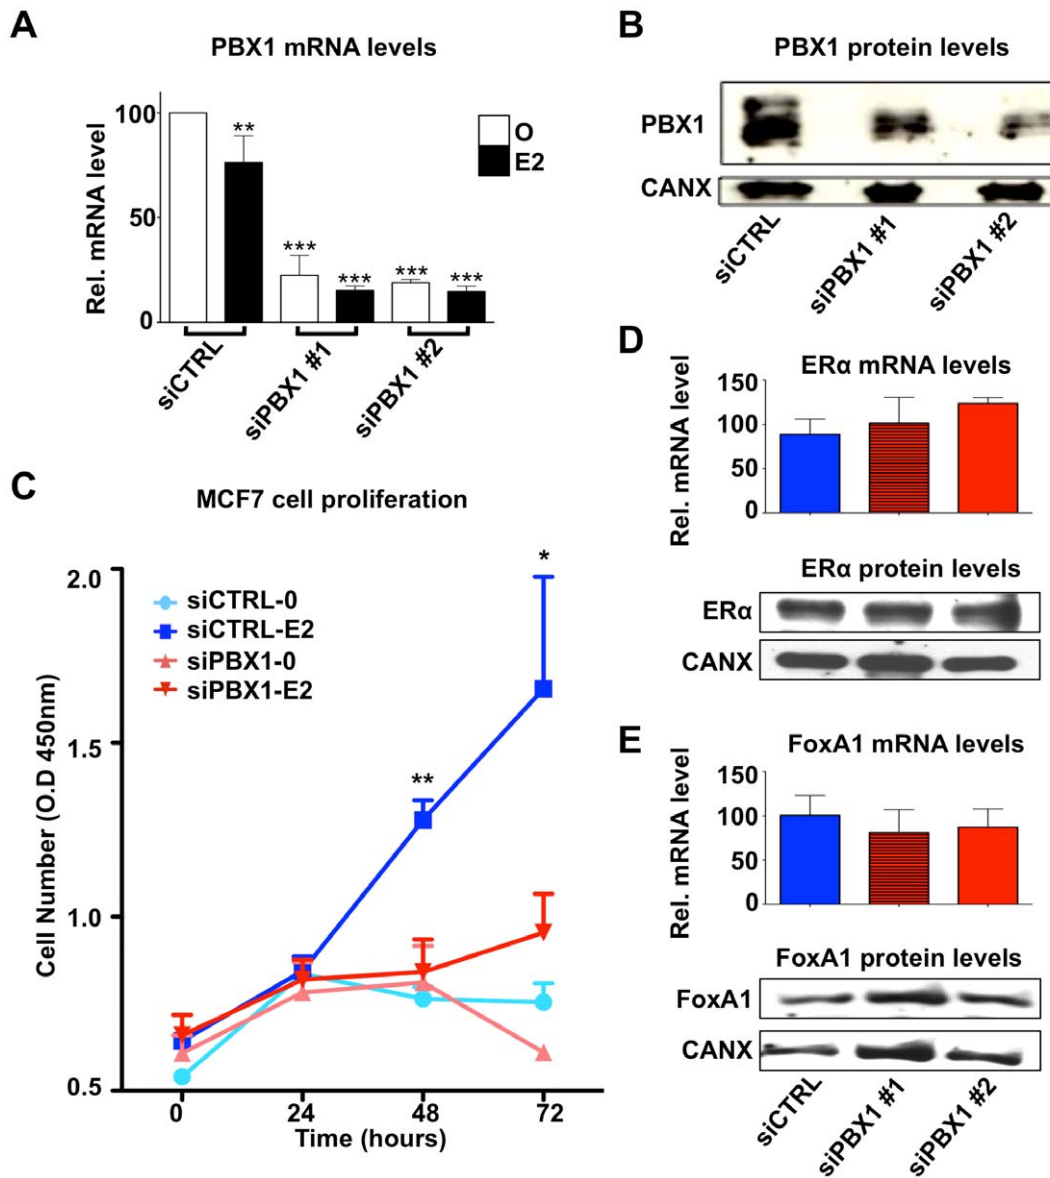 A
PBX1 mRNA levels
Rel. mRNA level
100
50
0
**
***
***
***
***
O
E2
siCTRL
siPBX1 #1
siPBX1 #2
B
PBX1 protein levels
PBX1
CANX
siCTRL
siPBX1 #1
siPBX1 #2
C
MCF7 cell proliferation
Cell Number (O.D 450nm)
2.0
1.5
1.0
0.5
siCTRL-0
siCTRL-E2
siPBX1-0
siPBX1-E2
**
*
0 24 48 72
Time (hours)
D
ERα mRNA levels
Rel. mRNA level
150
100
50
0
ERα protein levels
ERα
CANX
E
FoxA1 mRNA levels
Rel. mRNA level
150
100
50
0
FoxA1 protein levels
FoxA1
CANX
siCTRL
siPBX1 #1
siPBX1 #2